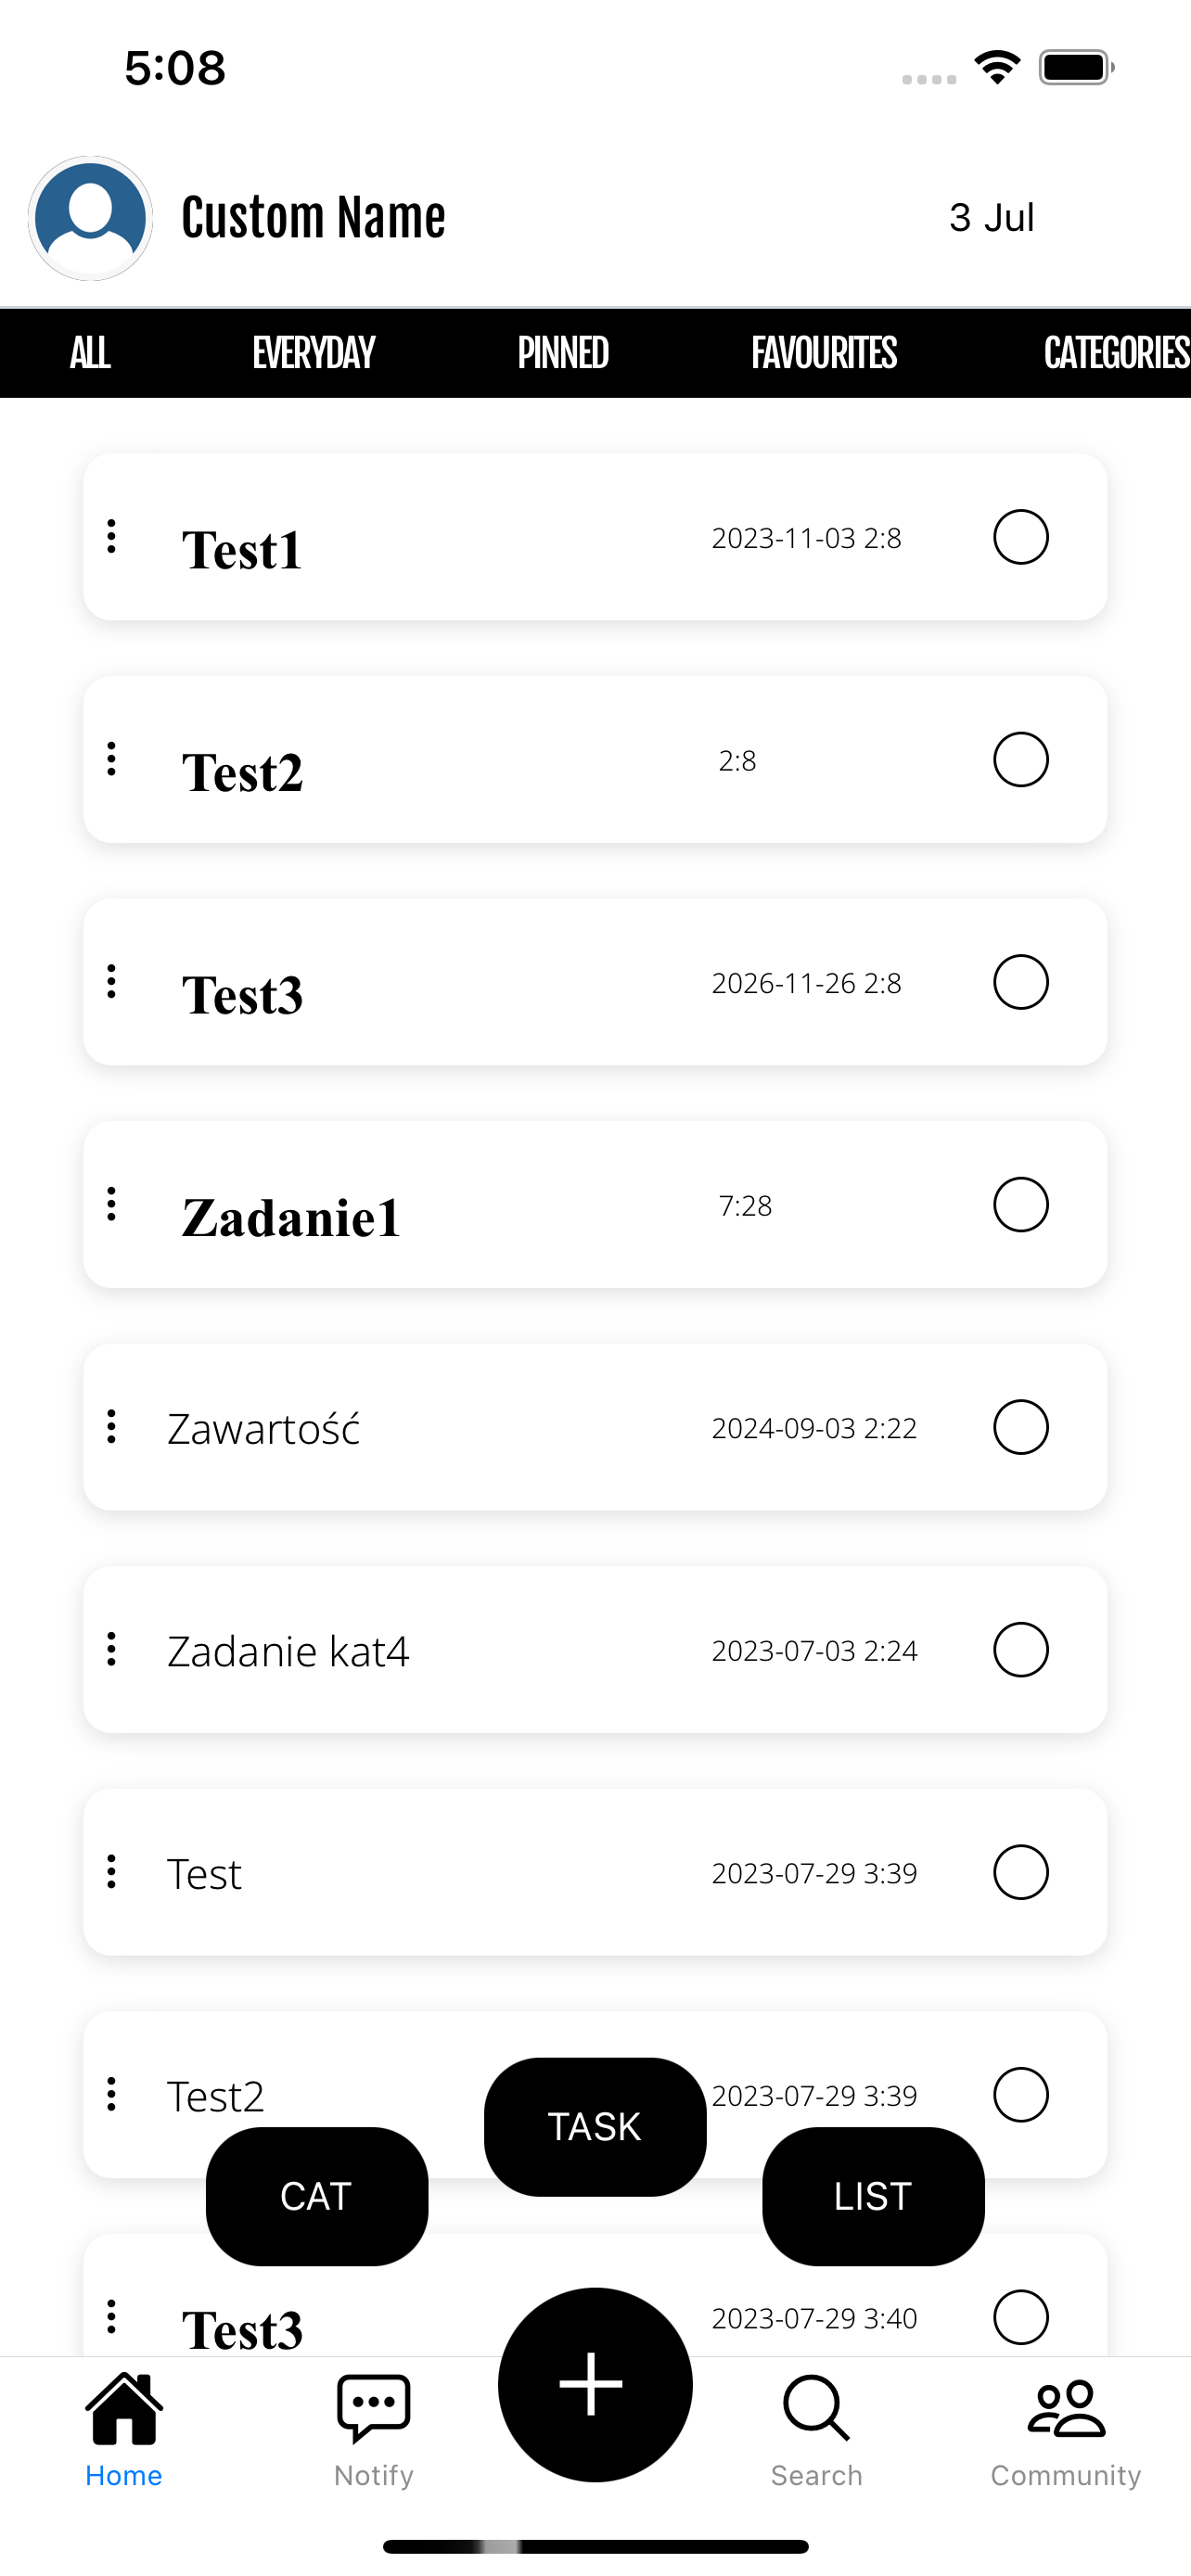 5:08
Custom Name 3 Jul
ALL EVERYDAY PINNED FAVOURITES CATEGORIES
Test1 2023-11-03 2:8
Test2 2:8
Test3 2026-11-26 2:8
Zadanie1 7:28
Zawartość 2024-09-03 2:22
Zadanie kat4 2023-07-03 2:24
Test 2023-07-29 3:39
Test2 2023-07-29 3:39
TASK
CAT LIST
Test3 2023-07-29 3:40
Home Notify Search Community